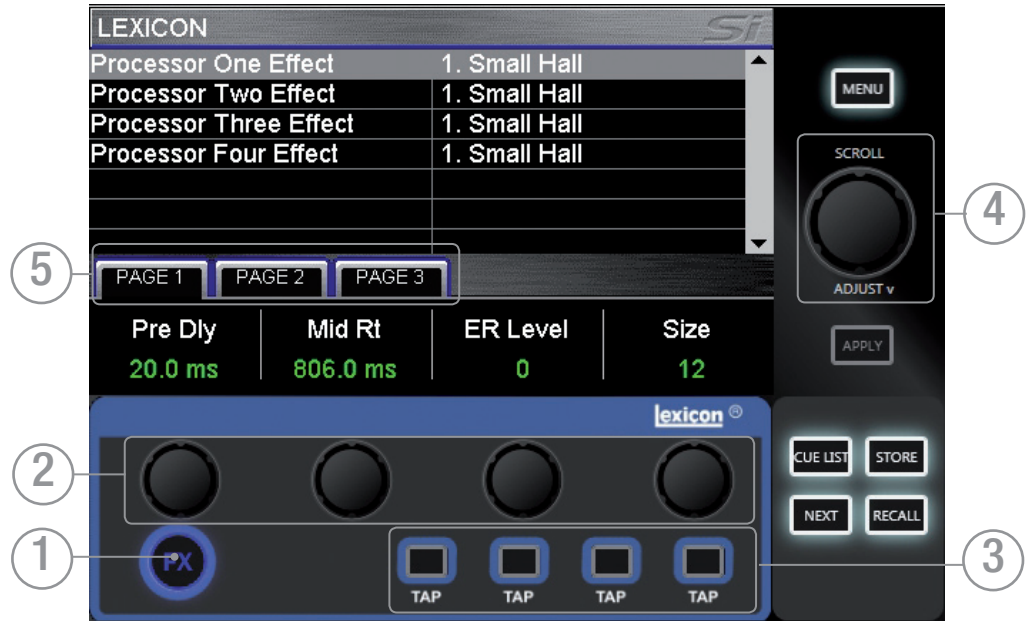 LEXICON Si
Processor One Effect 1. Small Hall
Processor Two Effect 1. Small Hall
Processor Three Effect 1. Small Hall
Processor Four Effect 1. Small Hall
PAGE 1 PAGE 2 PAGE 3
Pre Dly Mid Rt ER Level Size
20.0 ms 806.0 ms 0 12
MENU
SCROLL
ADJUST v
APPLY
4
5
lexicon ®
2
1
FX
TAP TAP TAP TAP
3
CUE LIST STORE
NEXT RECALL